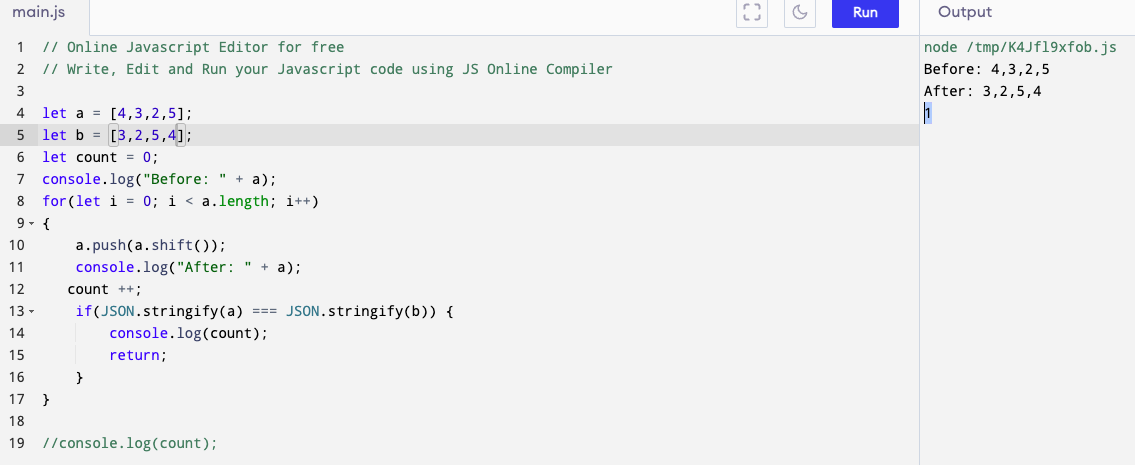 main.js
Run
Output
1 // Online Javascript Editor for free
2 // Write, Edit and Run your Javascript code using JS Online Compiler
3
4 let a = [4,3,2,5];
5 let b = [3,2,5,4];
6 let count = 0;
7 console.log("Before: " + a);
8 for(let i = 0; i < a.length; i++)
9 {
10     a.push(a.shift());
11     console.log("After: " + a);
12    count ++;
13     if(JSON.stringify(a) === JSON.stringify(b)) {
14         console.log(count);
15         return;
16     }
17 }
18
19 //console.log(count);
node /tmp/K4Jfl9xfob.js
Before: 4,3,2,5
After: 3,2,5,4
1